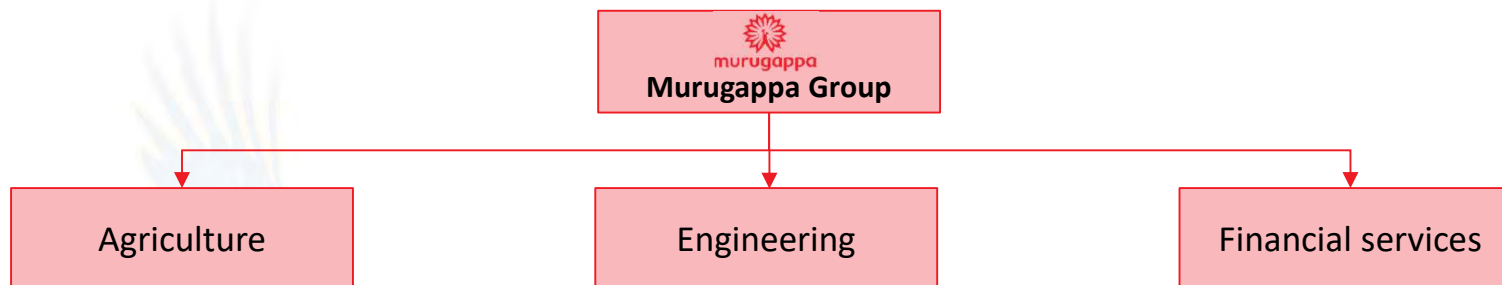 murugappa
Murugappa Group
Agriculture
Engineering
Financial services